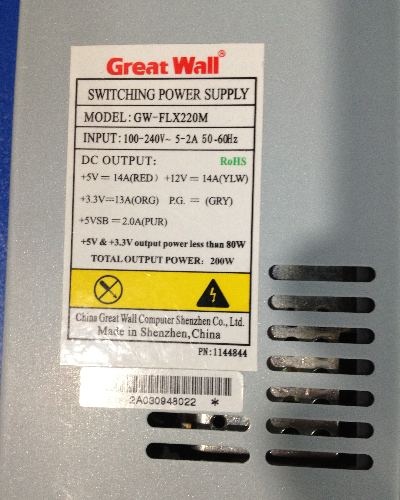 Great Wall®
SWITCHING POWER SUPPLY
MODEL: GW-FLX220M
INPUT: 100-240V~ 5-2A 50-60Hz
DC OUTPUT: RoHS
+5V = 14A(RED) +12V = 14A(YLW)
+3.3V=13A(ORG) P.G. = (GRY)
+5VSB = 2.0A(PUR)
+5V & +3.3V output power less than 80W
TOTAL OUTPUT POWER: 200W
China Great Wall Computer Shenzhen Co., Ltd.
Made in Shenzhen,China
PN:1144844
2A030948022 *